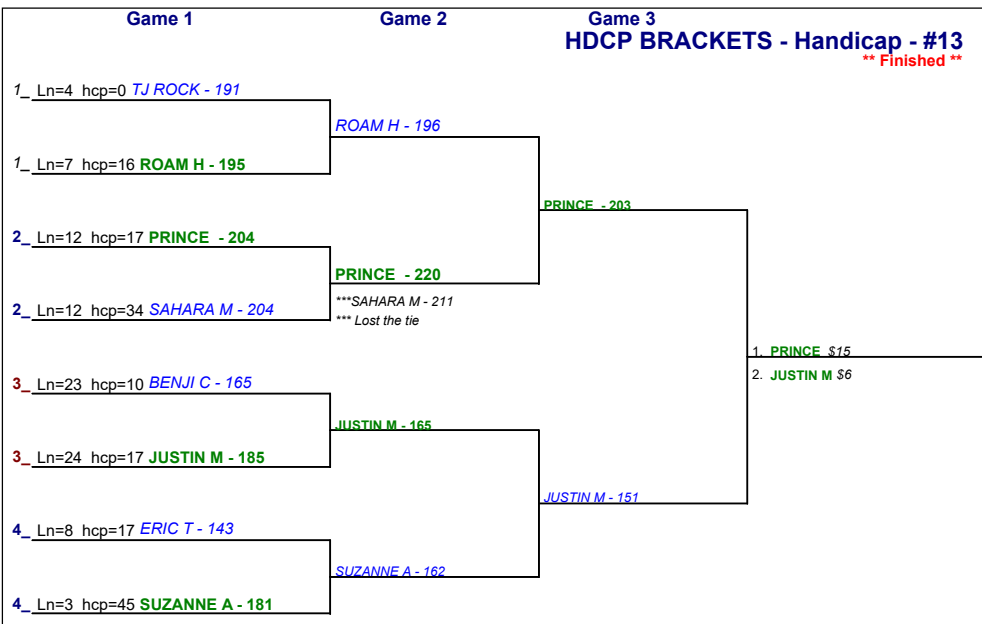 Game 1 Game 2 Game 3
HDCP BRACKETS - Handicap - #13
** Finished **
1_ Ln=4 hcp=0 TJ ROCK - 191
ROAM H - 196
1_ Ln=7 hcp=16 ROAM H - 195
PRINCE - 203
2_ Ln=12 hcp=17 PRINCE - 204
PRINCE - 220
***SAHARA M - 211
2_ Ln=12 hcp=34 SAHARA M - 204
*** Lost the tie
1. PRINCE $15
2. JUSTIN M $6
3_ Ln=23 hcp=10 BENJI C - 165
JUSTIN M - 165
3_ Ln=24 hcp=17 JUSTIN M - 185
JUSTIN M - 151
4_ Ln=8 hcp=17 ERIC T - 143
SUZANNE A - 162
4_ Ln=3 hcp=45 SUZANNE A - 181